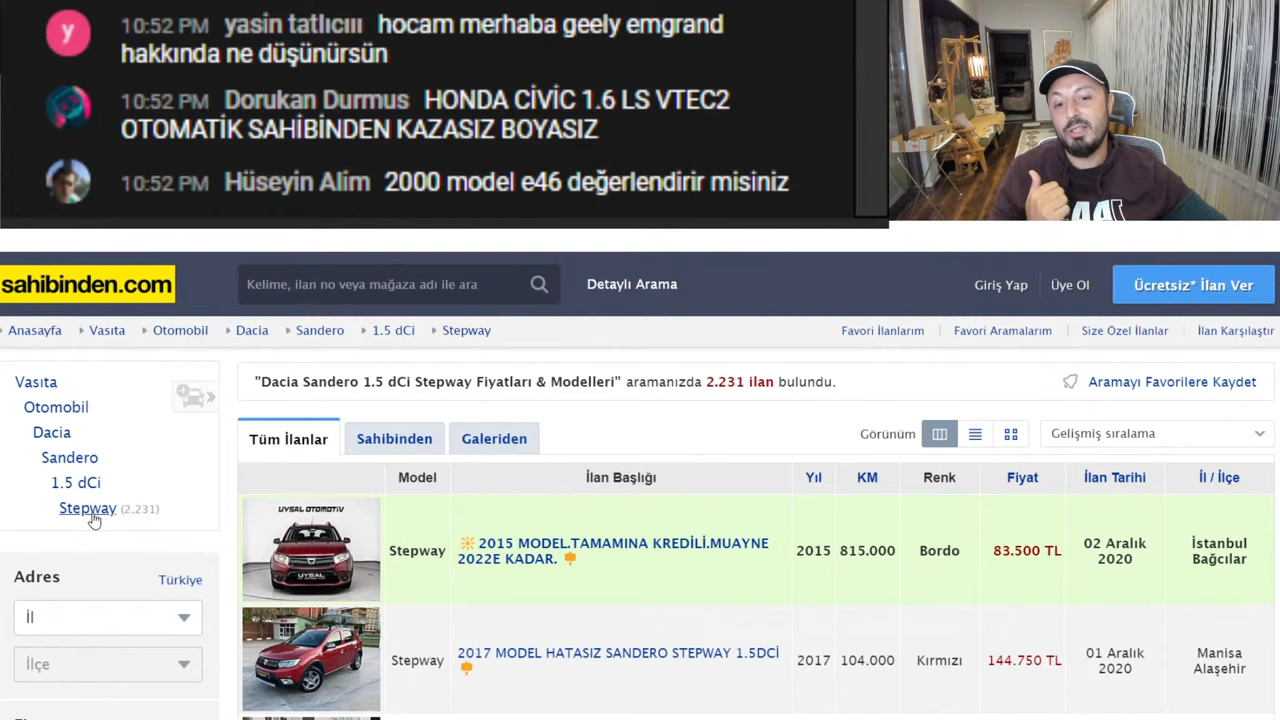 y
10:52 PM yasin tatlıcııı hocam merhaba geely emgrand
hakkında ne düşünürsün
10:52 PM Dorukan Durmus HONDA CİVİC 1.6 LS VTEC2
OTOMATİK SAHİBİNDEN KAZASIZ BOYASIZ
10:52 PM Hüseyin Alim 2000 model e46 değerlendirir misiniz
sahibinden.com
Kelime, ilan no veya mağaza adı ile ara
Detaylı Arama
Giriş Yap
Üye Ol
Ücretsiz* İlan Ver
Anasayfa
Vasıta
Otomobil
Dacia
Sandero
1.5 dCi
Stepway
Favori İlanlarım
Favori Aramalarım
Size Özel İlanlar
İlan Karşılaştır
Vasıta
Otomobil
Dacia
Sandero
1.5 dCi
Stepway (2.231)
Adres
Türkiye
İl
İlçe
"Dacia Sandero 1.5 dCi Stepway Fiyatları & Modelleri" aramanızda 2.231 ilan bulundu.
Aramayı Favorilere Kaydet
Tüm İlanlar
Sahibinden
Galeriden
Görünüm
Gelişmiş sıralama
Model
İlan Başlığı
Yıl
KM
Renk
Fiyat
İlan Tarihi
İl / İlçe
UYSAL OTOMOTİV
UYSAL
Stepway
2015 MODEL.TAMAMINA KREDİLİ.MUAYNE
2022E KADAR.
2015
815.000
Bordo
83.500 TL
02 Aralık
2020
İstanbul
Bağcılar
Stepway
2017 MODEL HATASIZ SANDERO STEPWAY 1.5DCİ
2017
104.000
Kırmızı
144.750 TL
01 Aralık
2020
Manisa
Alaşehir